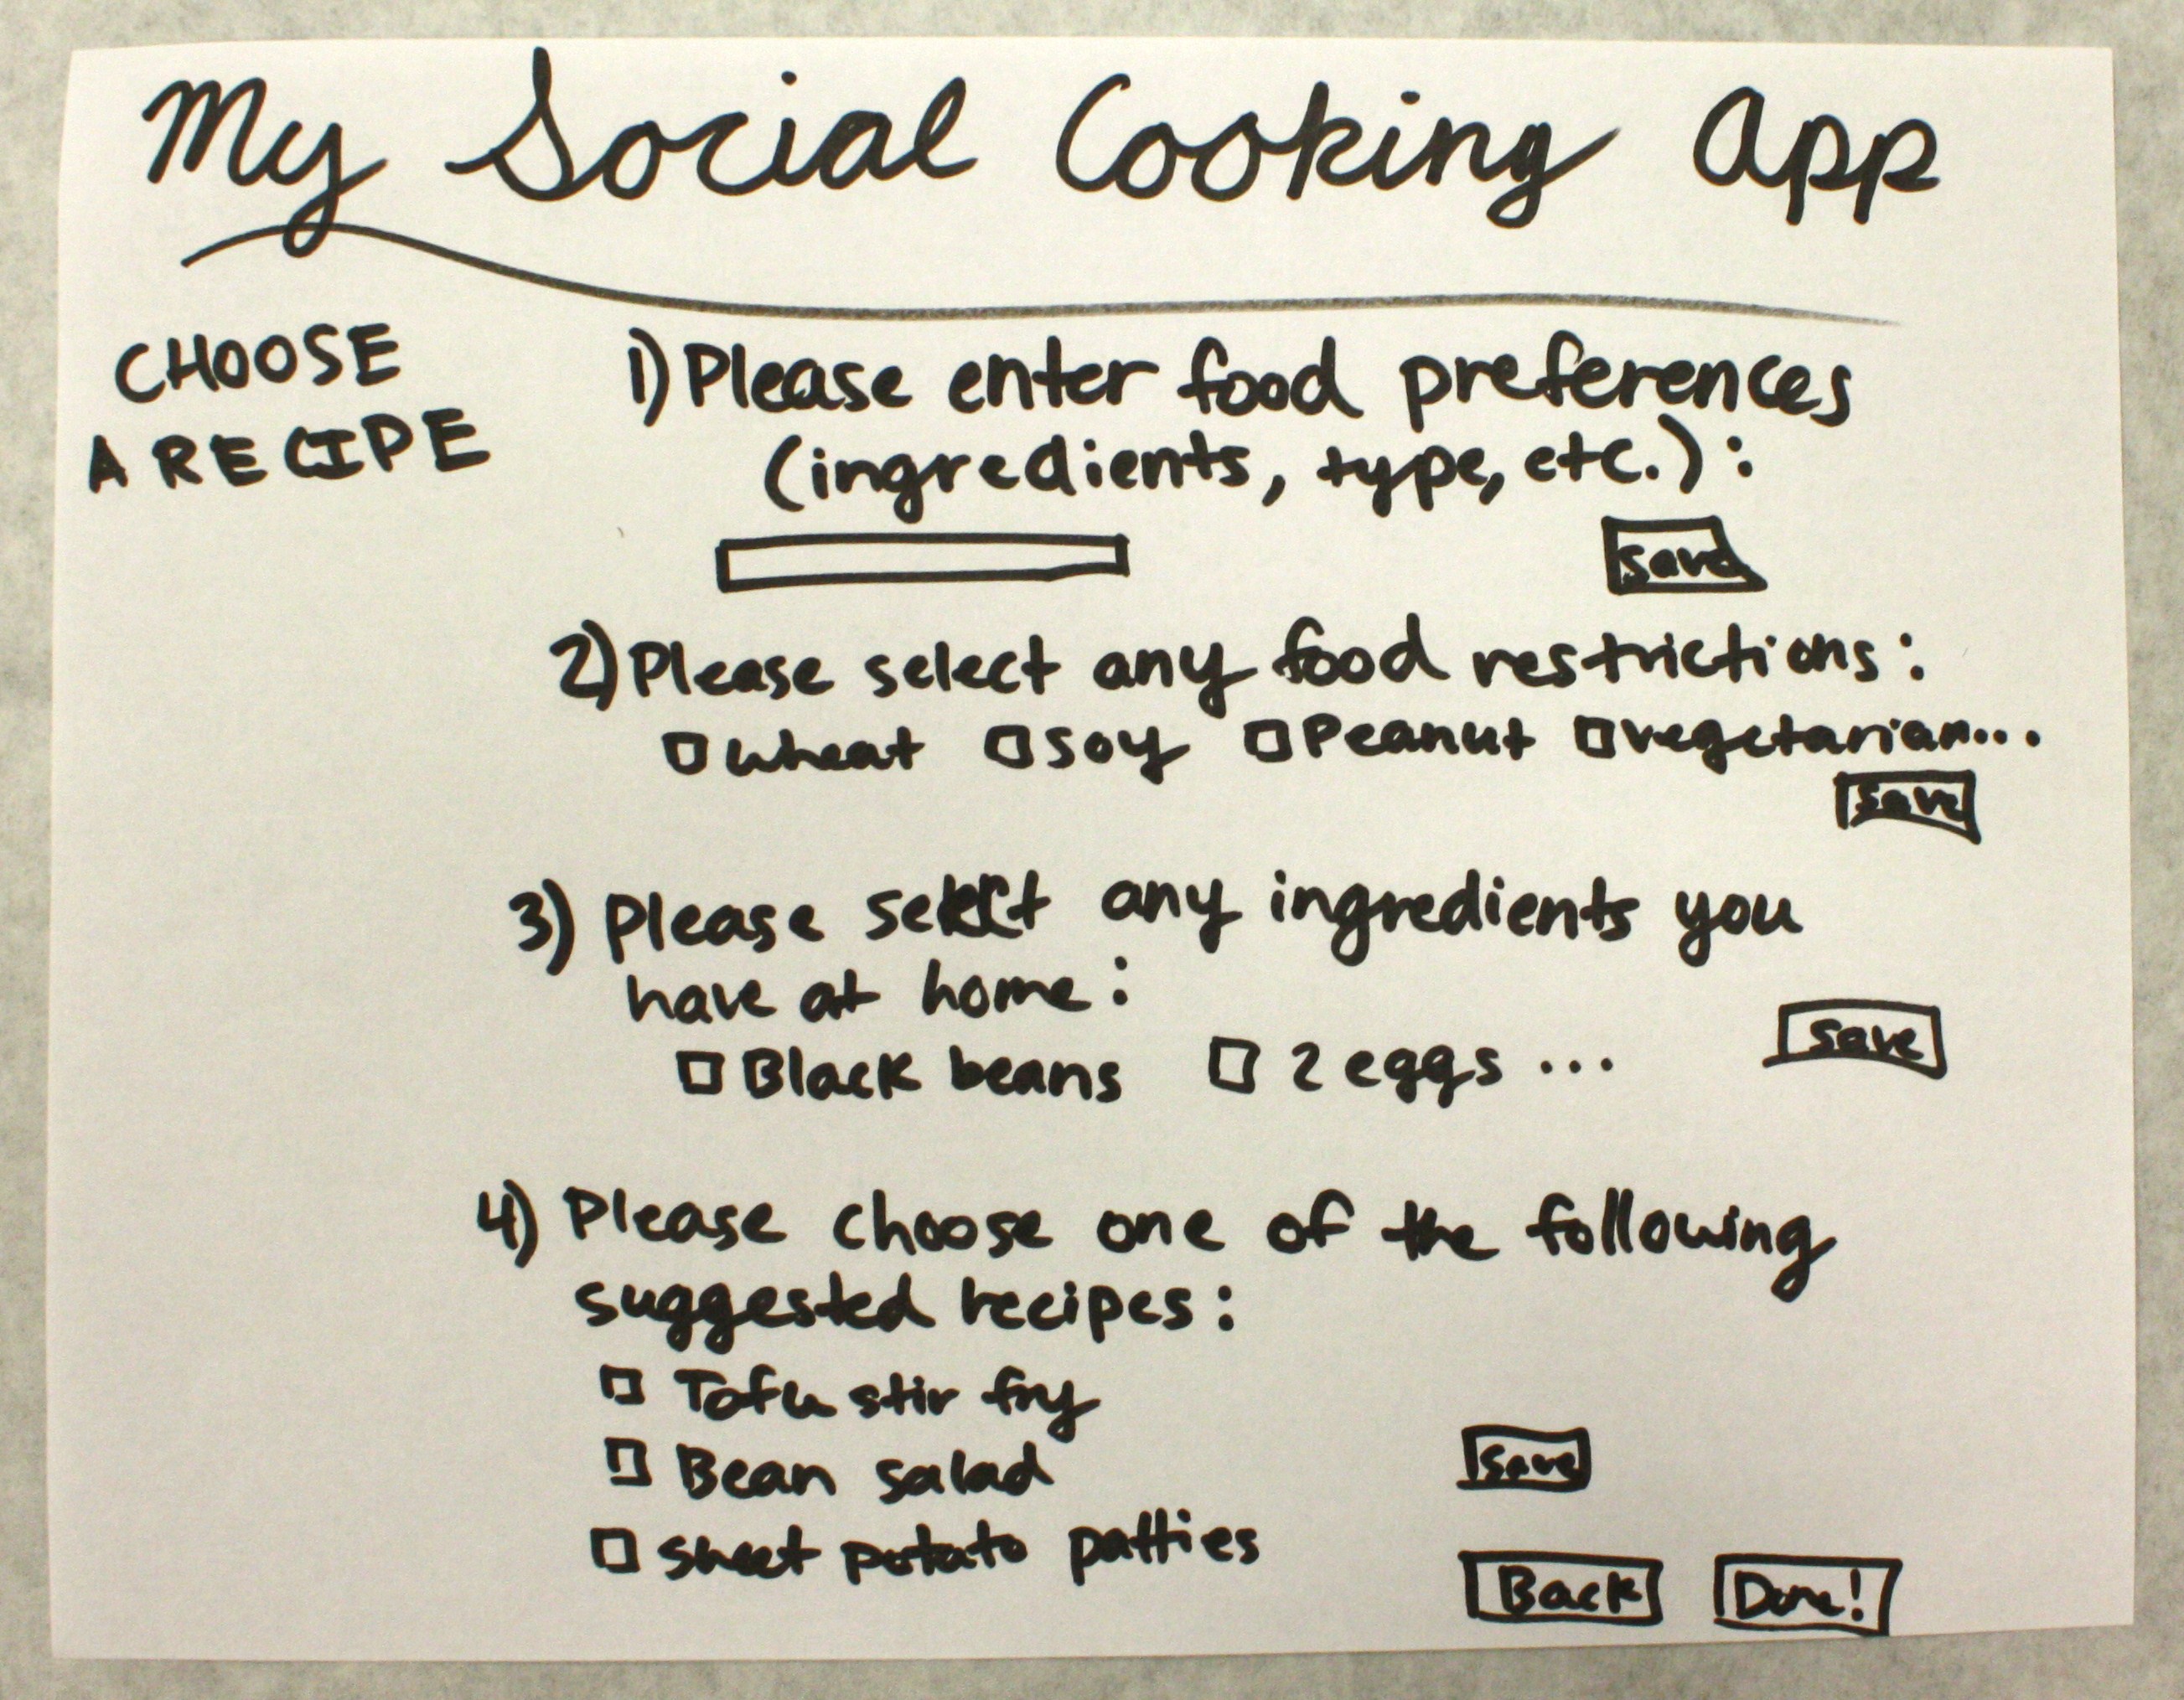 My Social Cooking App
CHOOSE
A RECIPE
1) Please enter food preferences
(ingredients, type, etc.):
save
2) Please select any food restrictions:
wheat soy Peanut vegetarian...
save
3) Please select any ingredients you
have at home:
Black beans 2 eggs ...
save
4) Please choose one of the following
suggested recipes:
Tofu stir fry
Bean salad
save
sweet potato patties
Back Done!